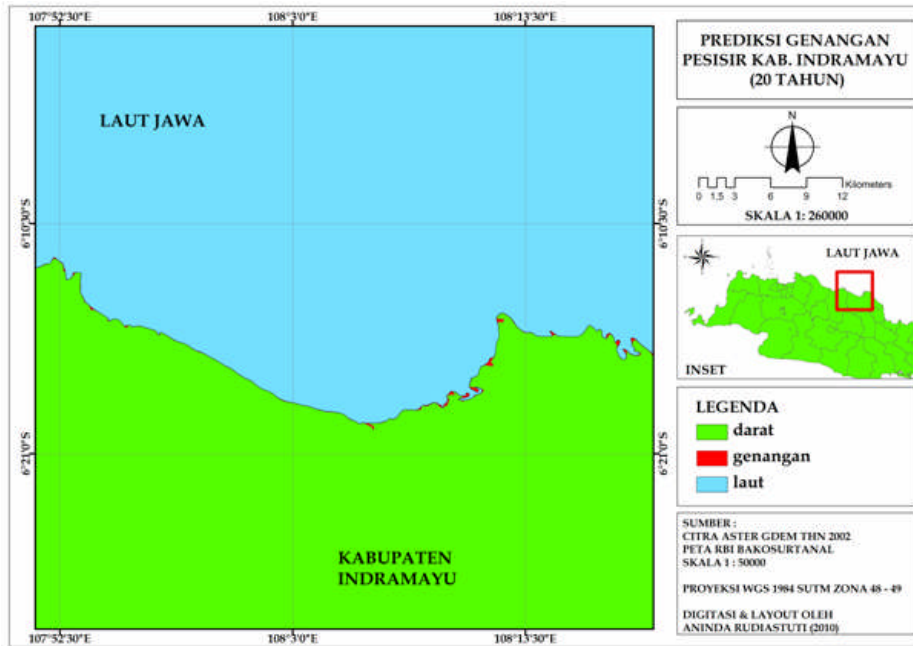 107°52'30"E
108°3'0"E
108°13'30"E
6°10'30"S
6°21'0"S
LAUT JAWA
KABUPATEN
INDRAMAYU
6°10'30"S
6°21'0"S
107°52'30"E
108°3'0"E
108°13'30"E
PREDIKSI GENANGAN
PESISIR KAB. INDRAMAYU
(20 TAHUN)
N
Kilometers
0 1.5 3 6 9 12
SKALA 1: 260000
LAUT JAWA
INSET
LEGENDA
darat
genangan
laut
SUMBER :
CITRA ASTER GDEM THN 2002
PETA RBI BAKOSURTANAL
SKALA 1 : 50000
PROYEKSI WGS 1984 SUTM ZONA 48 - 49
DIGITASI & LAYOUT OLEH
ANINDA RUDIASTUTI (2010)